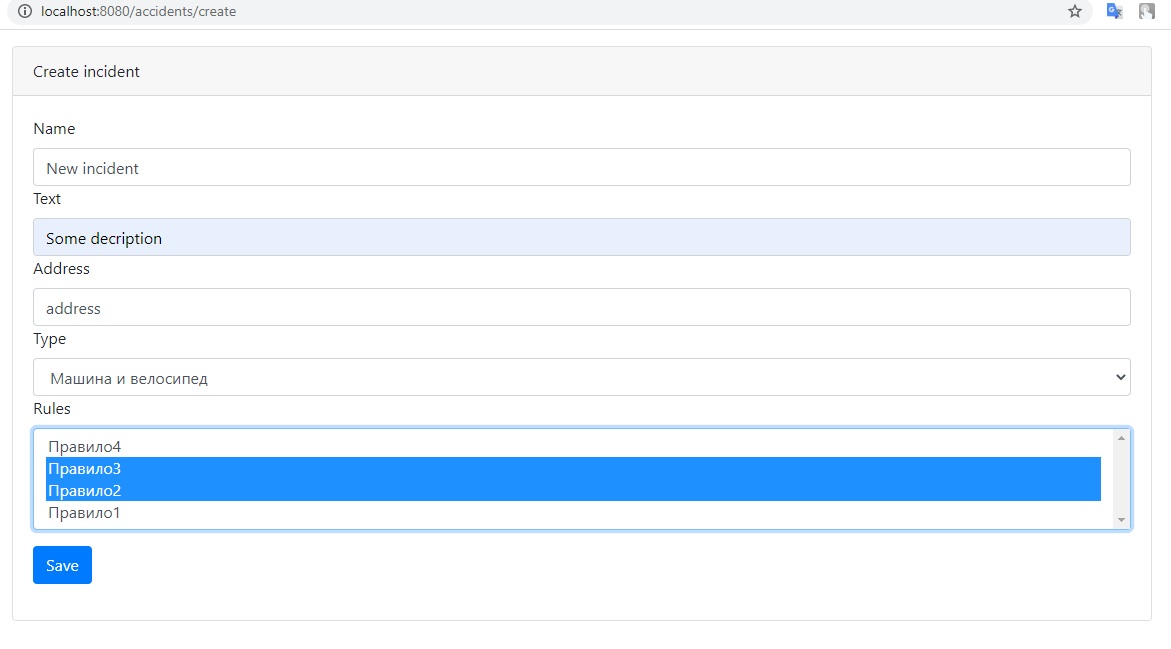 localhost:8080/accidents/create
Create incident
Name
New incident
Text
Some decription
Address
address
Type
Машина и велосипед
Rules
Правило4
Правило3
Правило2
Правило1
Save